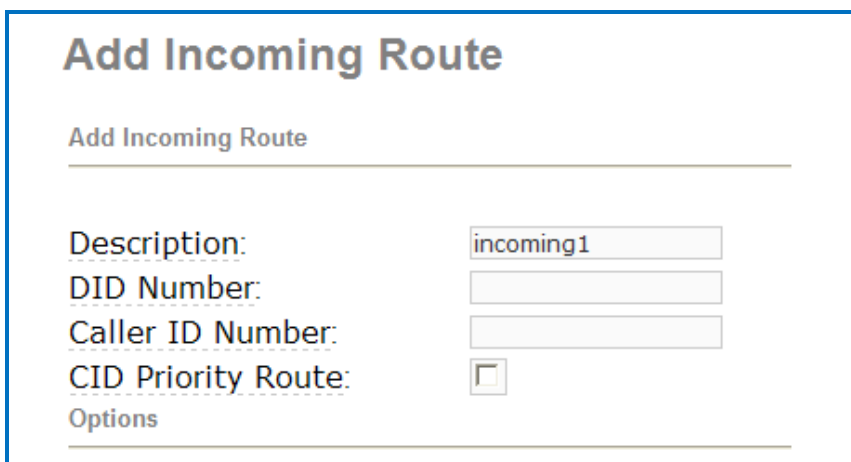 Add Incoming Route
Add Incoming Route
Description: incoming1
DID Number:
Caller ID Number:
CID Priority Route:
Options